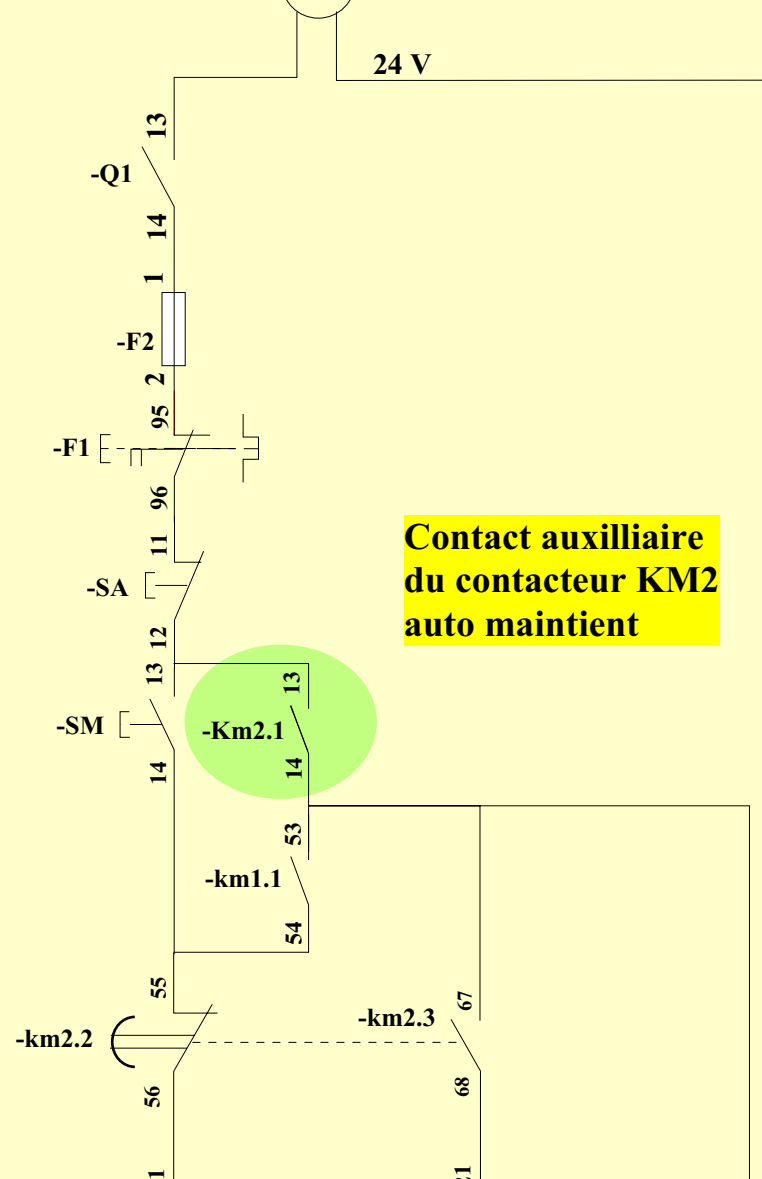 24 V
13
-Q1
14
1
-F2
2
95
-F1
96
11
-SA
12
Contact auxilliaire
du contacteur KM2
auto maintient
13
-SM
14
13
-Km2.1
14
53
-km1.1
54
55
-km2.2
56
67
-km2.3
68